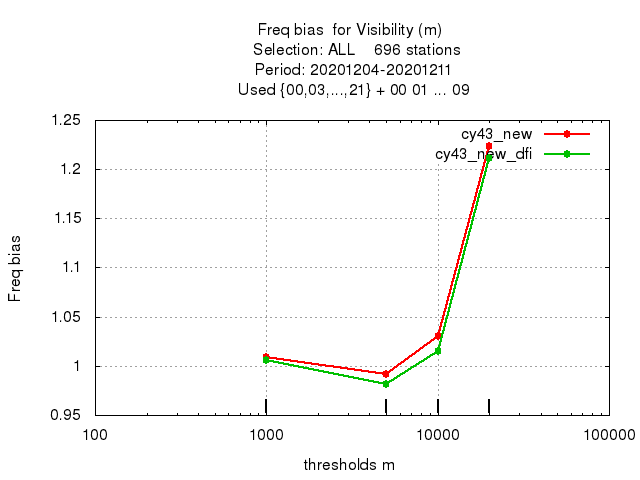 Freq bias  for Visibility (m)
Selection: ALL    696 stations
Period: 20201204-20201211
Used {00,03,...,21} + 00 01 ... 09
cy43_new
cy43_new_dfi
1.25
1.2
1.15
1.1
1.05
1
0.95
Freq bias
100
1000
10000
100000
thresholds m